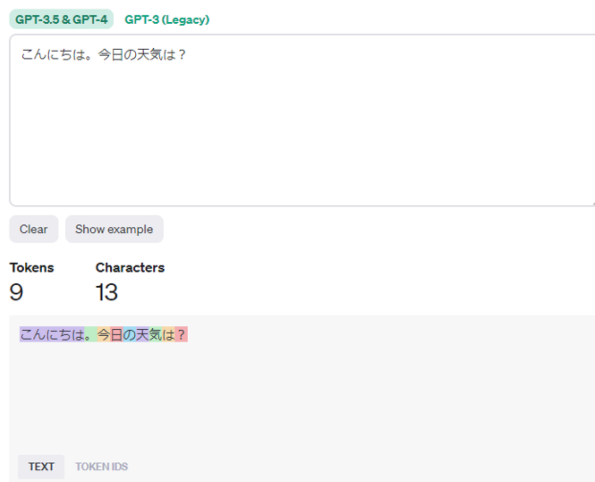 GPT-3.5 & GPT-4 GPT-3 (Legacy)
こんにちは。今日の天気は？
Clear Show example
Tokens Characters
9 13
こんにちは。今日の天気は？
TEXT TOKEN IDS